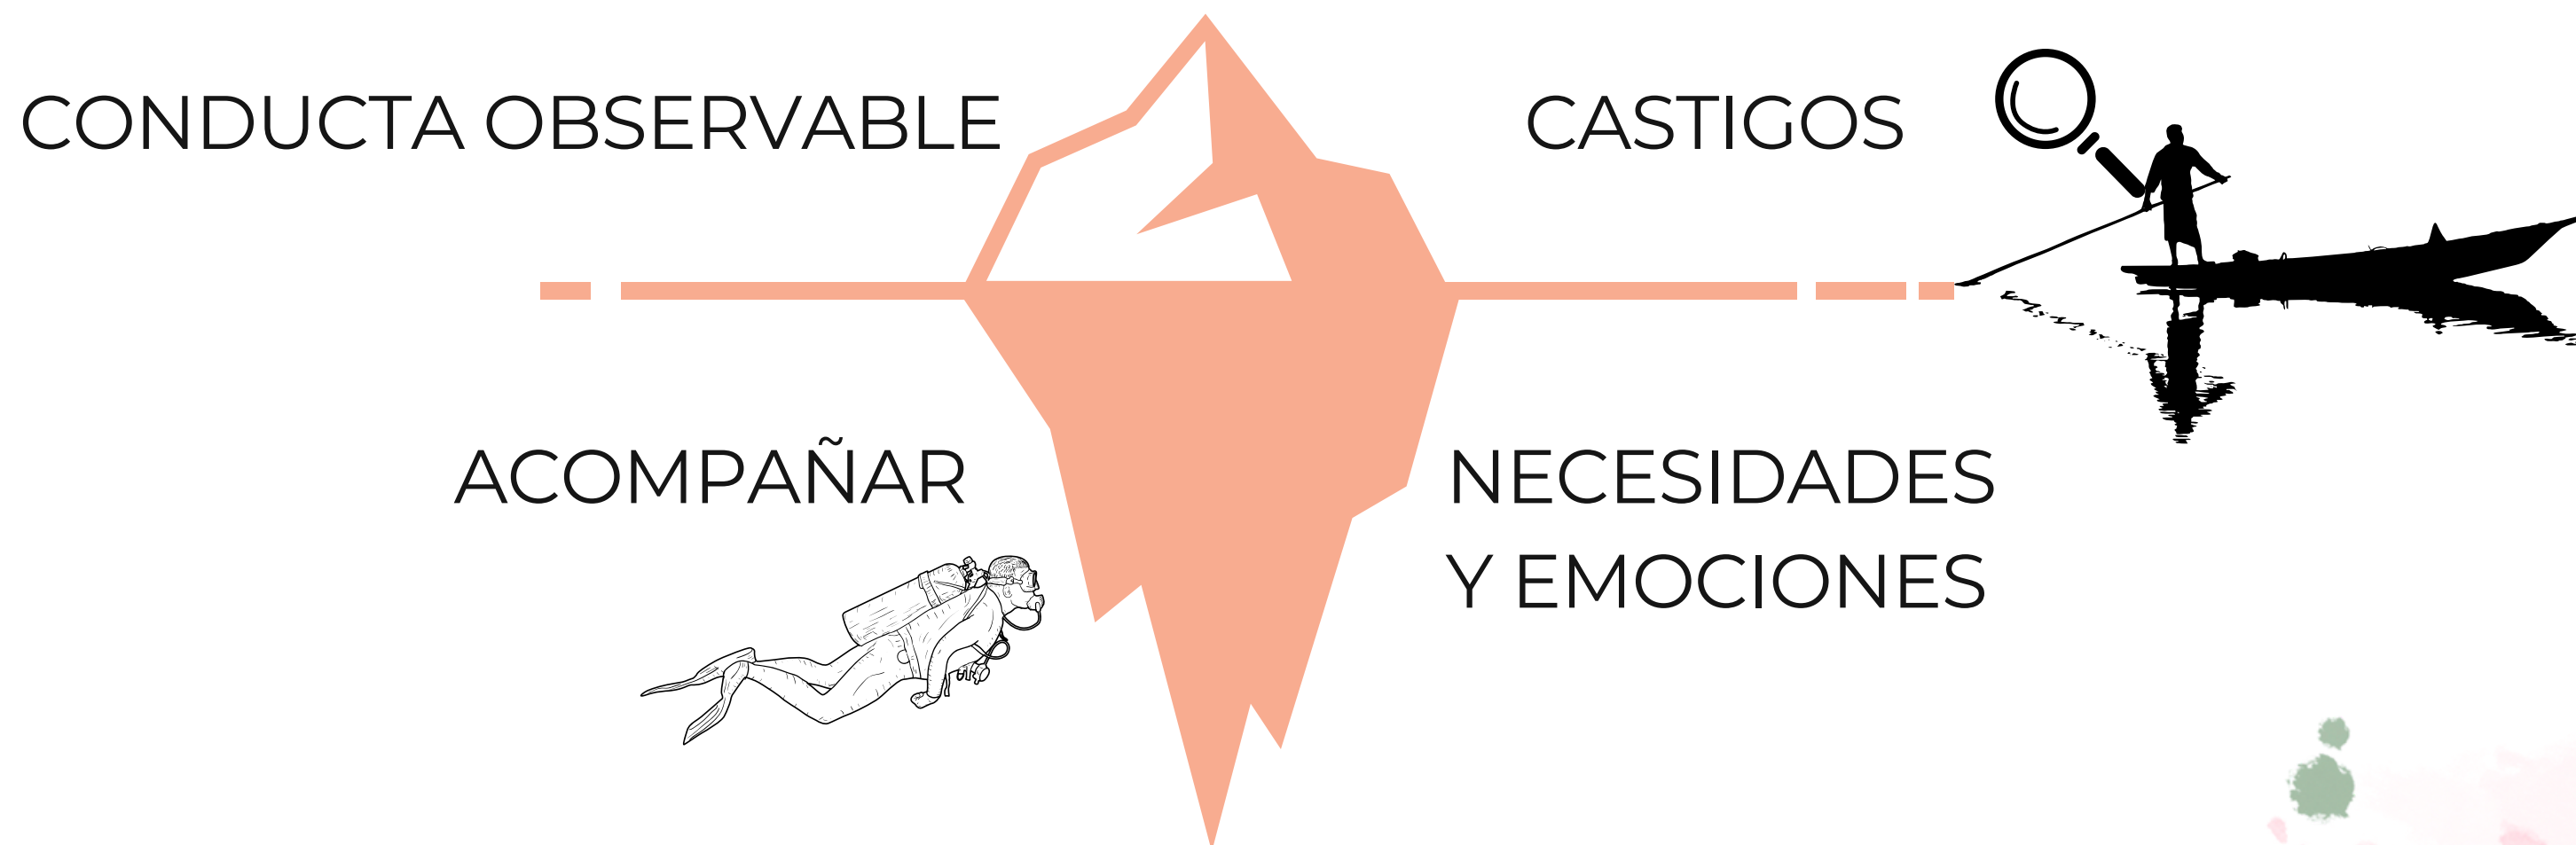 CONDUCTA OBSERVABLE
CASTIGOS
ACOMPAÑAR
NECESIDADES
Y EMOCIONES